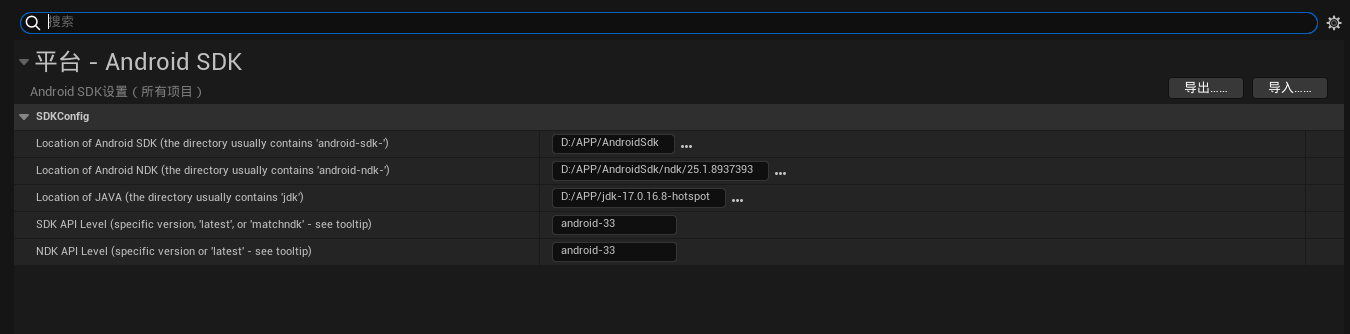 搜索
平台 - Android SDK
Android SDK设置（所有项目）
导出......
导入......
SDKConfig
Location of Android SDK (the directory usually contains 'android-sdk-')
D:/APP/AndroidSdk
Location of Android NDK (the directory usually contains 'android-ndk-')
D:/APP/AndroidSdk/ndk/25.1.8937393
Location of JAVA (the directory usually contains 'jdk')
D:/APP/jdk-17.0.16.8-hotspot
SDK API Level (specific version, 'latest', or 'matchndk' - see tooltip)
android-33
NDK API Level (specific version or 'latest' - see tooltip)
android-33